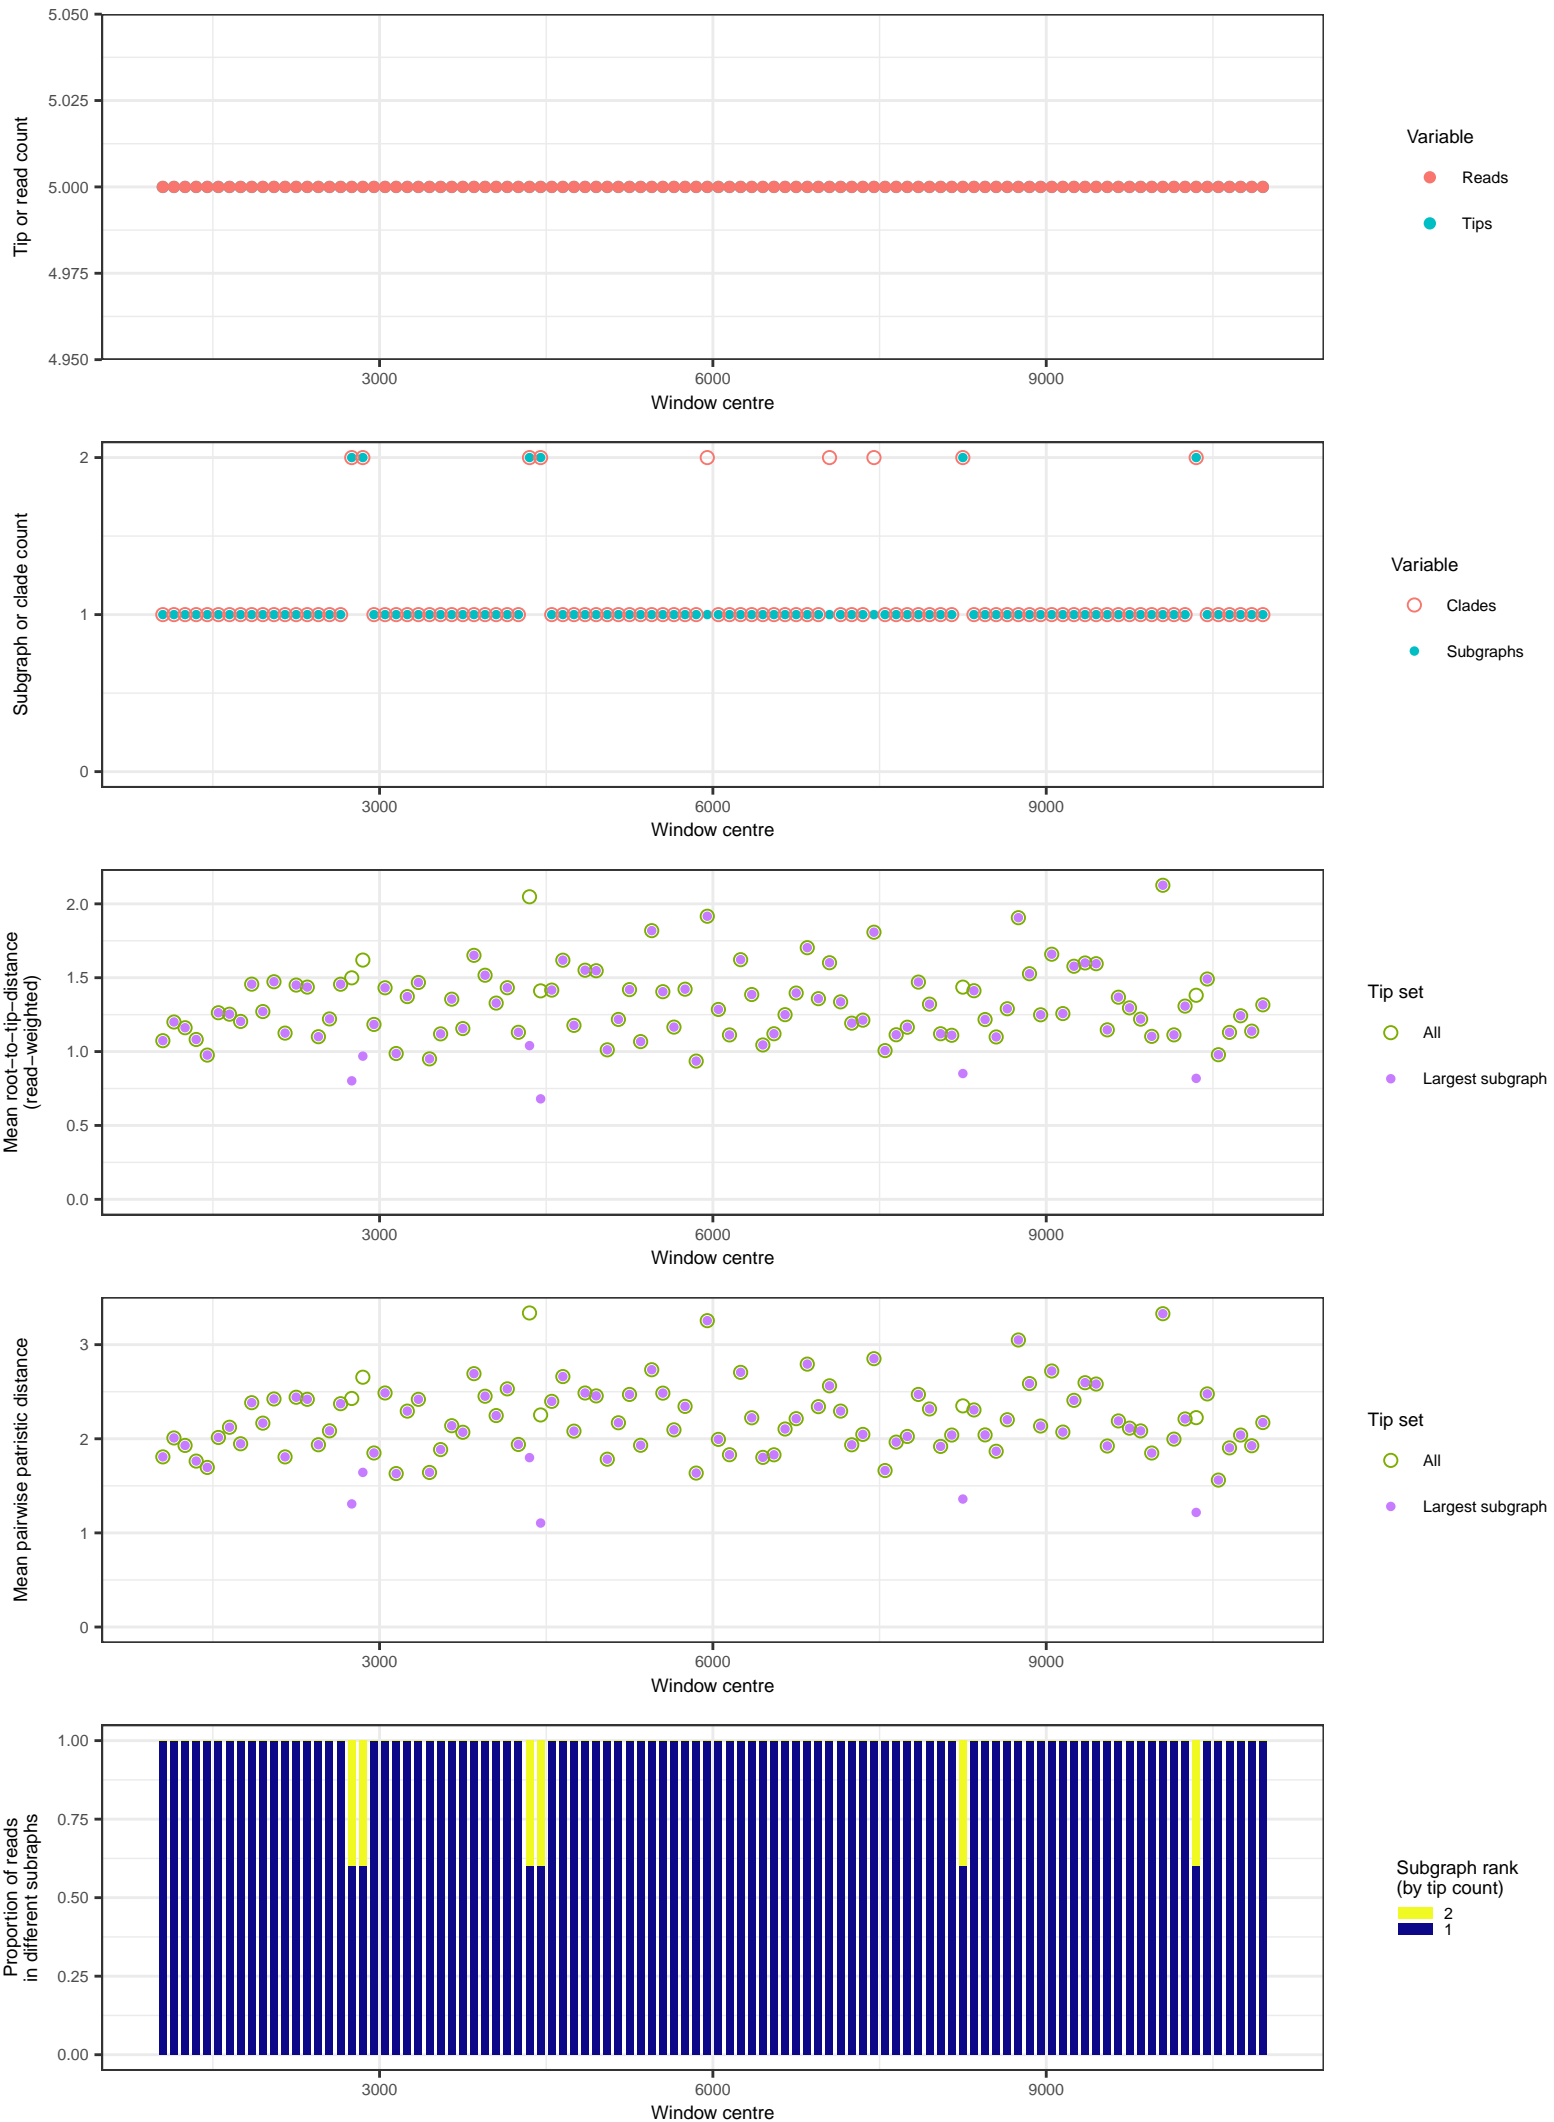 5.050
5.025
5.000
4.975
4.950
Tip or read count
3000
6000
9000
Window centre
Variable
Reads
Tips
2
1
0
Subgraph or clade count
3000
6000
9000
Window centre
Variable
Clades
Subgraphs
2.0
1.5
1.0
0.5
0.0
Mean root−to−tip−distance
(read−weighted)
3000
6000
9000
Window centre
Tip set
All
Largest subgraph
3
2
1
0
Mean pairwise patristic distance
3000
6000
9000
Window centre
Tip set
All
Largest subgraph
1.00
0.75
0.50
0.25
0.00
Proportion of reads
in different subraphs
3000
6000
9000
Window centre
Subgraph rank
(by tip count)
2
1